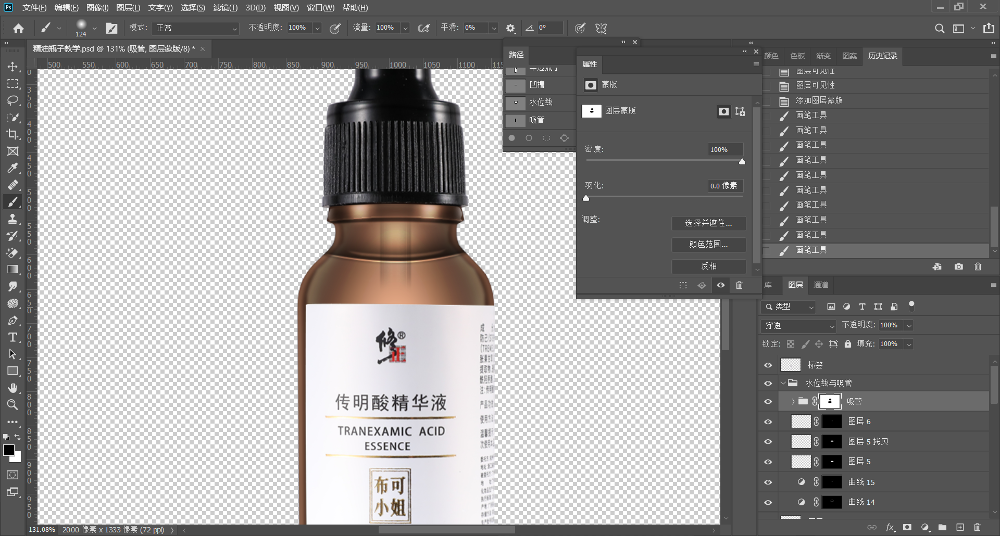 文件(F) 编辑(E) 图像(I) 图层(L) 文字(Y) 选择(S) 滤镜(T) 3D(D) 视图(V) 窗口(W) 帮助(H)
124 模式: 正常 不透明度: 100% 流量: 100% 平滑: 0% 0°
精油瓶子教学.psd @ 131% (吸管, 图层蒙版/8) *
500 550 600 650 700 750 800 850 900 950 1000 1050 1100
路径
凹槽
水位线
吸管
属性
蒙版
图层蒙版
密度: 100%
羽化: 0.0 像素
调整:
选择并遮住...
颜色范围...
反相
颜色 色板 渐变 图案 历史记录
图层可见性
图层可见性
添加图层蒙版
画笔工具
画笔工具
画笔工具
画笔工具
画笔工具
画笔工具
画笔工具
画笔工具
画笔工具
画笔工具
库 图层 通道
类型
穿透 不透明度: 100%
锁定: 填充: 100%
标签
水位线与吸管
吸管
图层 6
图层 5 拷贝
图层 5
曲线 15
曲线 14
修®
传明酸精华液
TRANEXAMIC ACID
ESSENCE
布可
小姐
131.08% 2000 像素 x 1333 像素 (72 ppi)